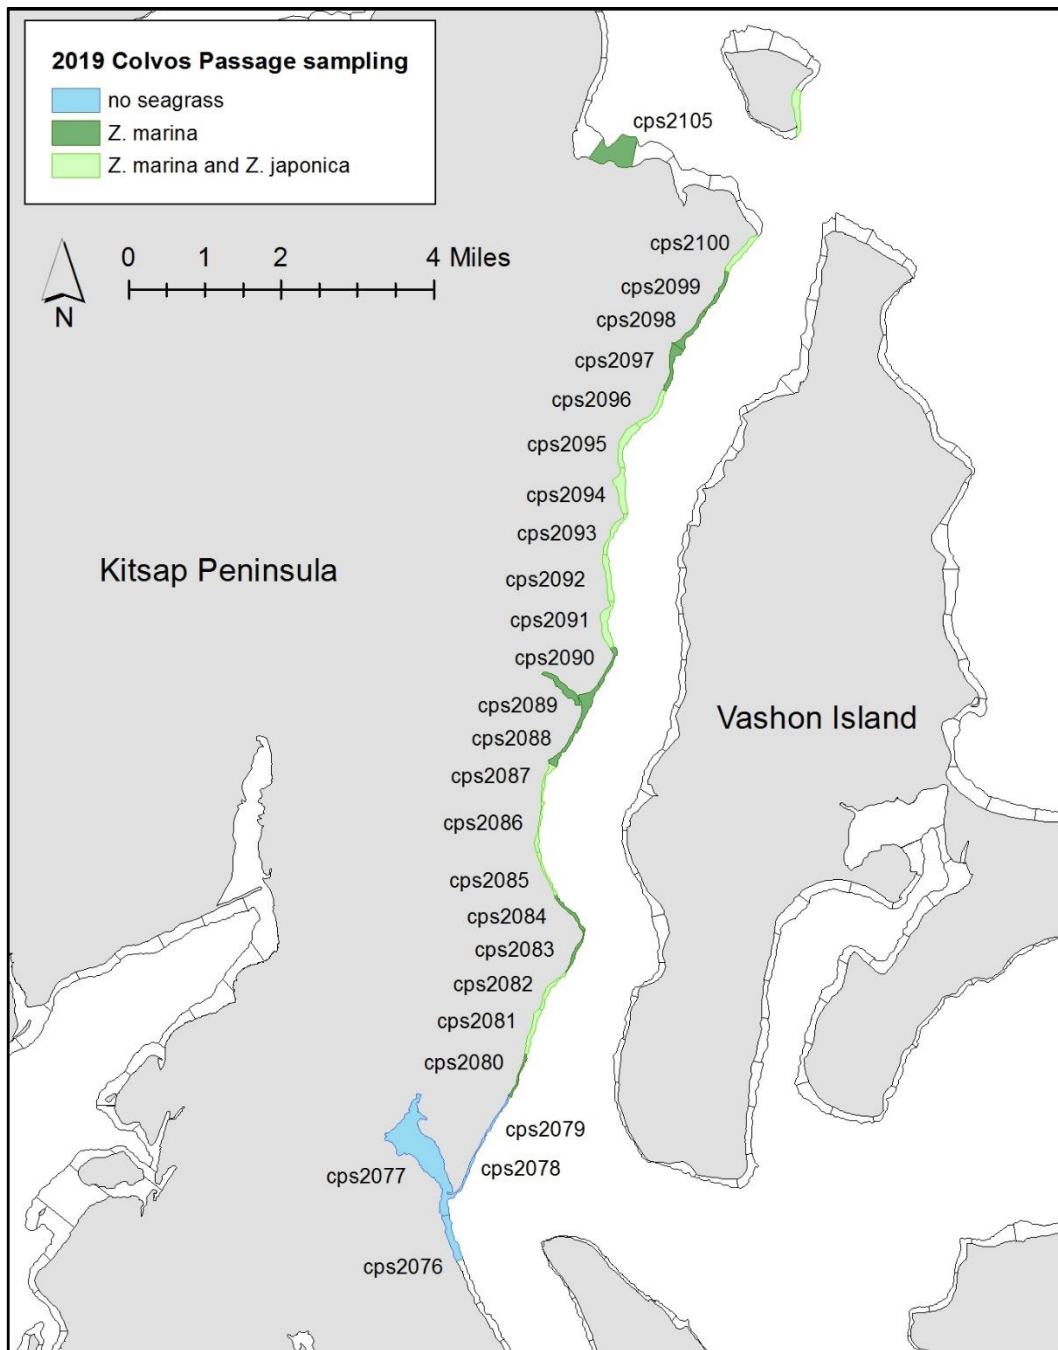 2019 Colvos Passage sampling
no seagrass
Z. marina
Z. marina and Z. japonica
cps2105
0 1 2 4 Miles
N
cps2100
cps2099
cps2098
cps2097
cps2096
cps2095
cps2094
cps2093
Kitsap Peninsula
cps2092
cps2091
cps2090
cps2089
Vashon Island
cps2088
cps2087
cps2086
cps2085
cps2084
cps2083
cps2082
cps2081
cps2080
cps2079
cps2078
cps2077
cps2076